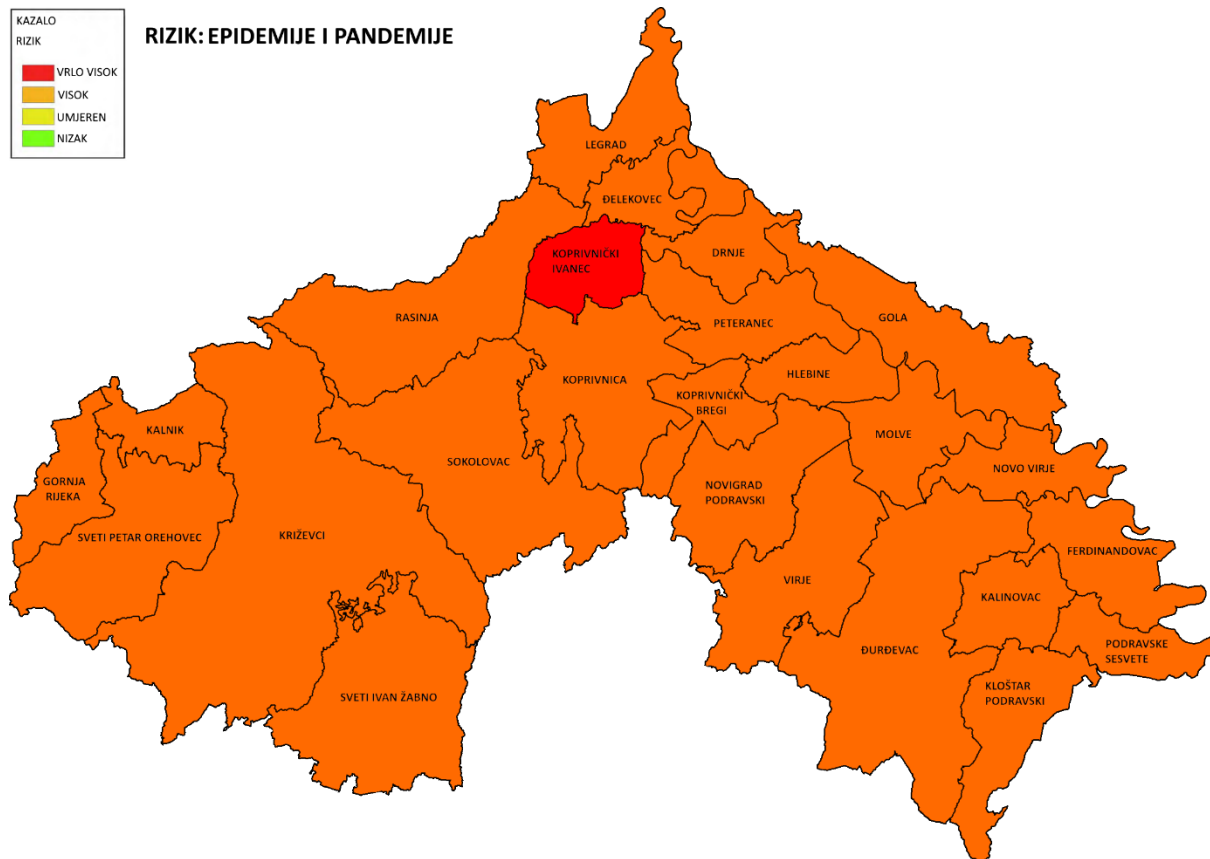 KAZALO
RIZIK
VRLO VISOK
VISOK
UMJEREN
NIZAK
RIZIK: EPIDEMIJE I PANDEMIJE
LEGRAD
ĐELEKOVEC
DRNJE
KOPRIVNIČKI
IVANEC
RASINJA
PETERANEC
GOLA
KOPRIVNICA
HLEBINE
KOPRIVNIČKI
BREGI
KALNIK
MOLVE
SOKOLOVAC
NOVO VIRJE
GORNJA
RIJEKA
NOVIGRAD
PODRAVSKI
SVETI PETAR OREHOVEC
KRIŽEVCI
FERDINANDOVAC
VIRJE
KALINOVAC
ĐURĐEVAC
PODRAVSKE
SESVETE
SVETI IVAN ŽABNO
KLOŠTAR
PODRAVSKI